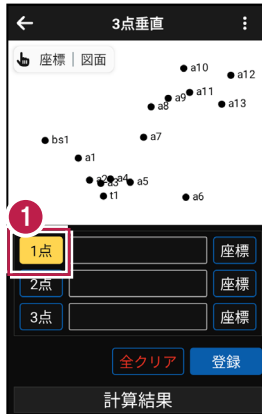 3点垂直
座標 | 図面
a10
a12
a11
a9
a8
a13
bs1
a7
a1
a2 a3 a4 a5
t1
a6
1
1点 座標
2点 座標
3点 座標
全クリア 登録
計算結果